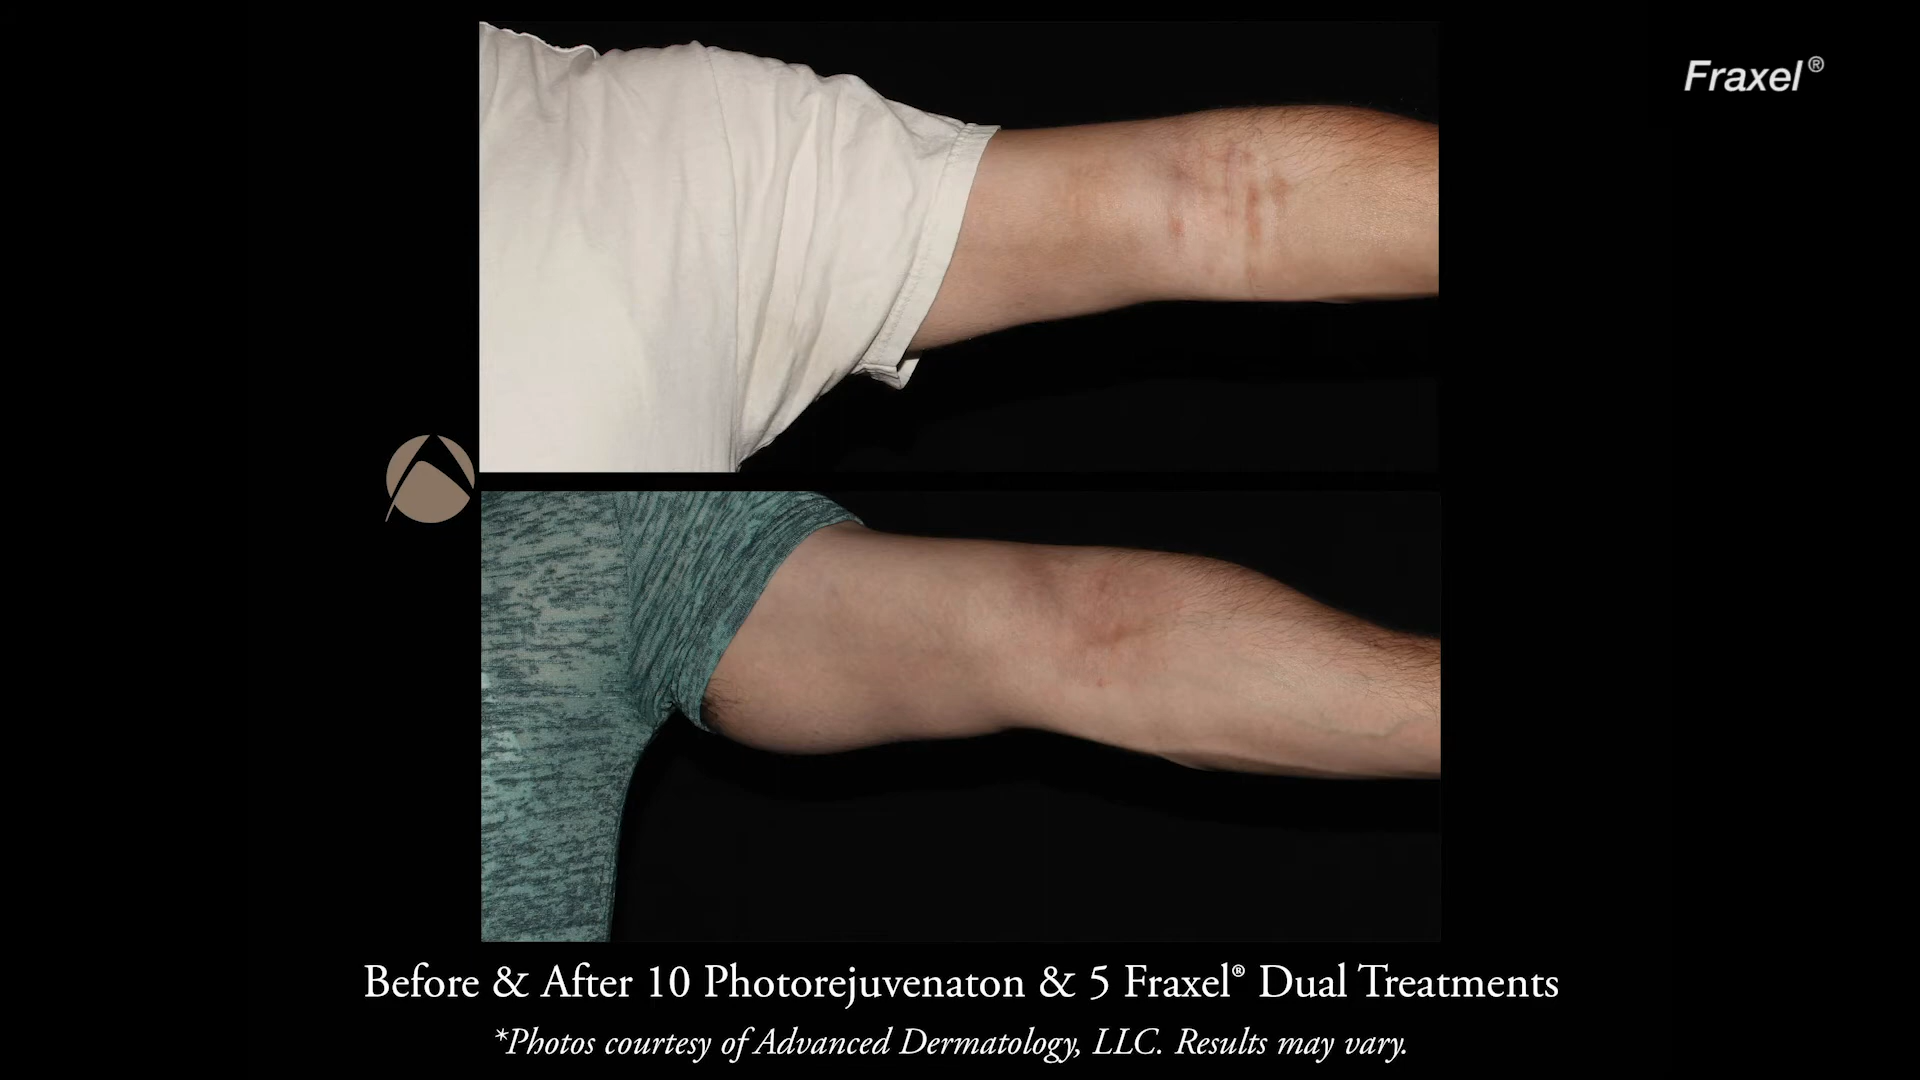 Fraxel®
Before & After 10 Photorejuvenaton & 5 Fraxel® Dual Treatments
*Photos courtesy of Advanced Dermatology, LLC. Results may vary.